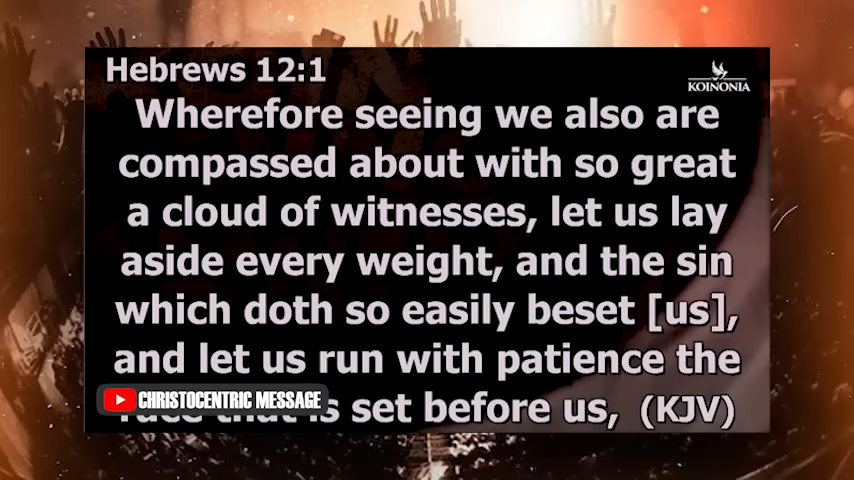 Hebrews 12:1
KOINONIA
Wherefore seeing we also are
compassed about with so great
a cloud of witnesses, let us lay
aside every weight, and the sin
which doth so easily beset [us],
and let us run with patience the
set before us, (KJV)
CHRISTOCENTRIC MESSAGE